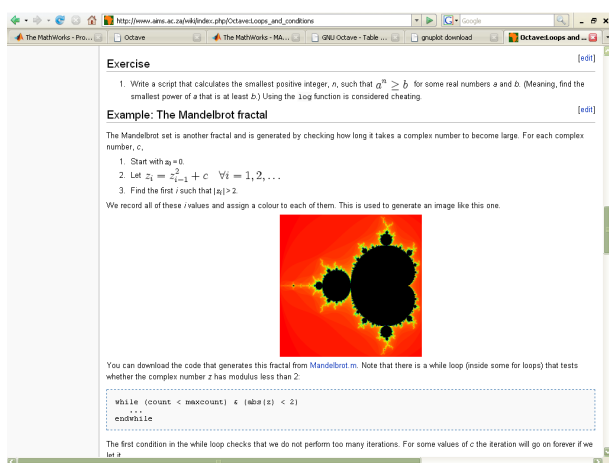 http://www.aims.ac.za/wiki/index.php/Octave:Loops_and_conditions
Google
The MathWorks - Pro...
Octave
The MathWorks - MA...
GNU Octave - Table ...
gnuplot download
Octave:Loops and ...
Exercise
[edit]
1. Write a script that calculates the smallest positive integer, n, such that aⁿ ≥ b for some real numbers a and b. (Meaning, find the
smallest power of a that is at least b.) Using the log function is considered cheating.
Example: The Mandelbrot fractal
[edit]
The Mandelbrot set is another fractal and is generated by checking how long it takes a complex number to become large. For each complex
number, c,
1. Start with z₀ = 0.
2. Let zᵢ = z²ᵢ₋₁ + c ∀i = 1, 2, . . .
3. Find the first i such that |zᵢ| > 2.
We record all of these i values and assign a colour to each of them. This is used to generate an image like this one.
You can download the code that generates this fractal from Mandelbrot.m. Note that there is a while loop (inside some for loops) that tests
whether the complex number z has modulus less than 2:
while (count < maxcount) & (abs(z) < 2)
...
endwhile
The first condition in the while loop checks that we do not perform too many iterations. For some values of c the iteration will go on forever if we
let it